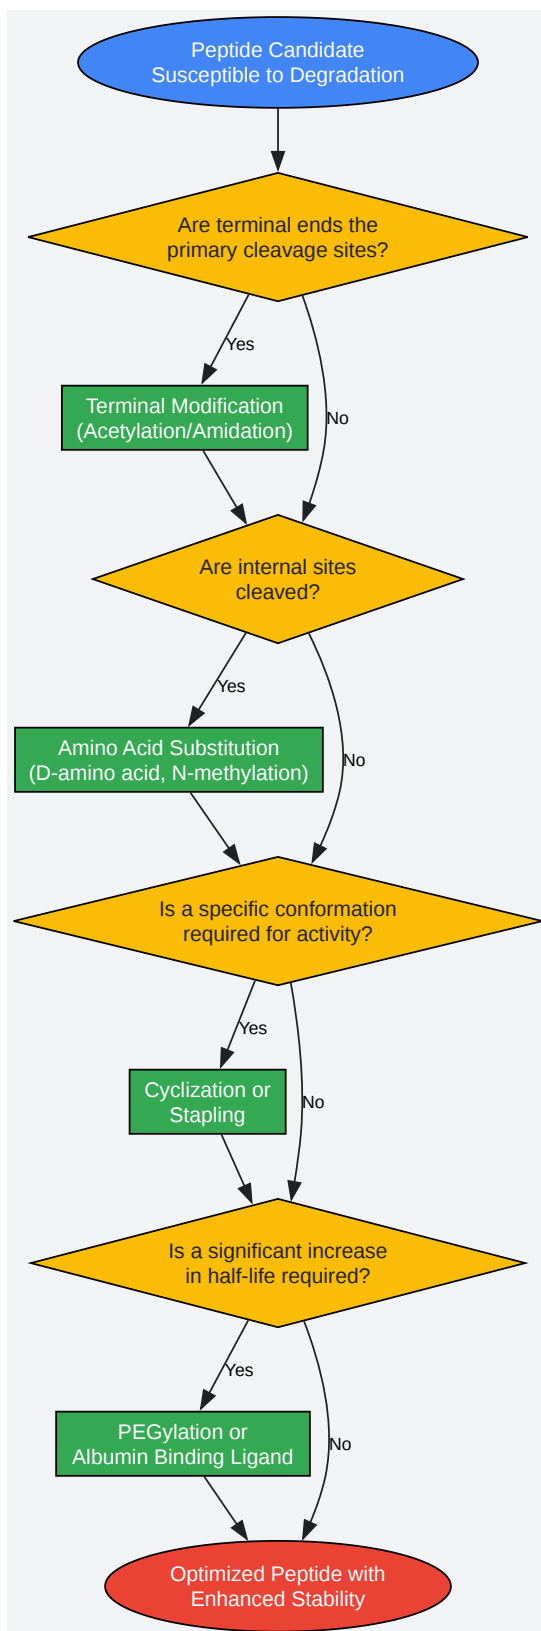 Peptide Candidate
Susceptible to Degradation
Are terminal ends the
primary cleavage sites?
Yes
Terminal Modification
(Acetylation/Amidation)
No
Are internal sites
cleaved?
Yes
Amino Acid Substitution
(D-amino acid, N-methylation)
No
Is a specific conformation
required for activity?
Yes
Cyclization or
Stapling
No
Is a significant increase
in half-life required?
Yes
PEGylation or
Albumin Binding Ligand
No
Optimized Peptide with
Enhanced Stability